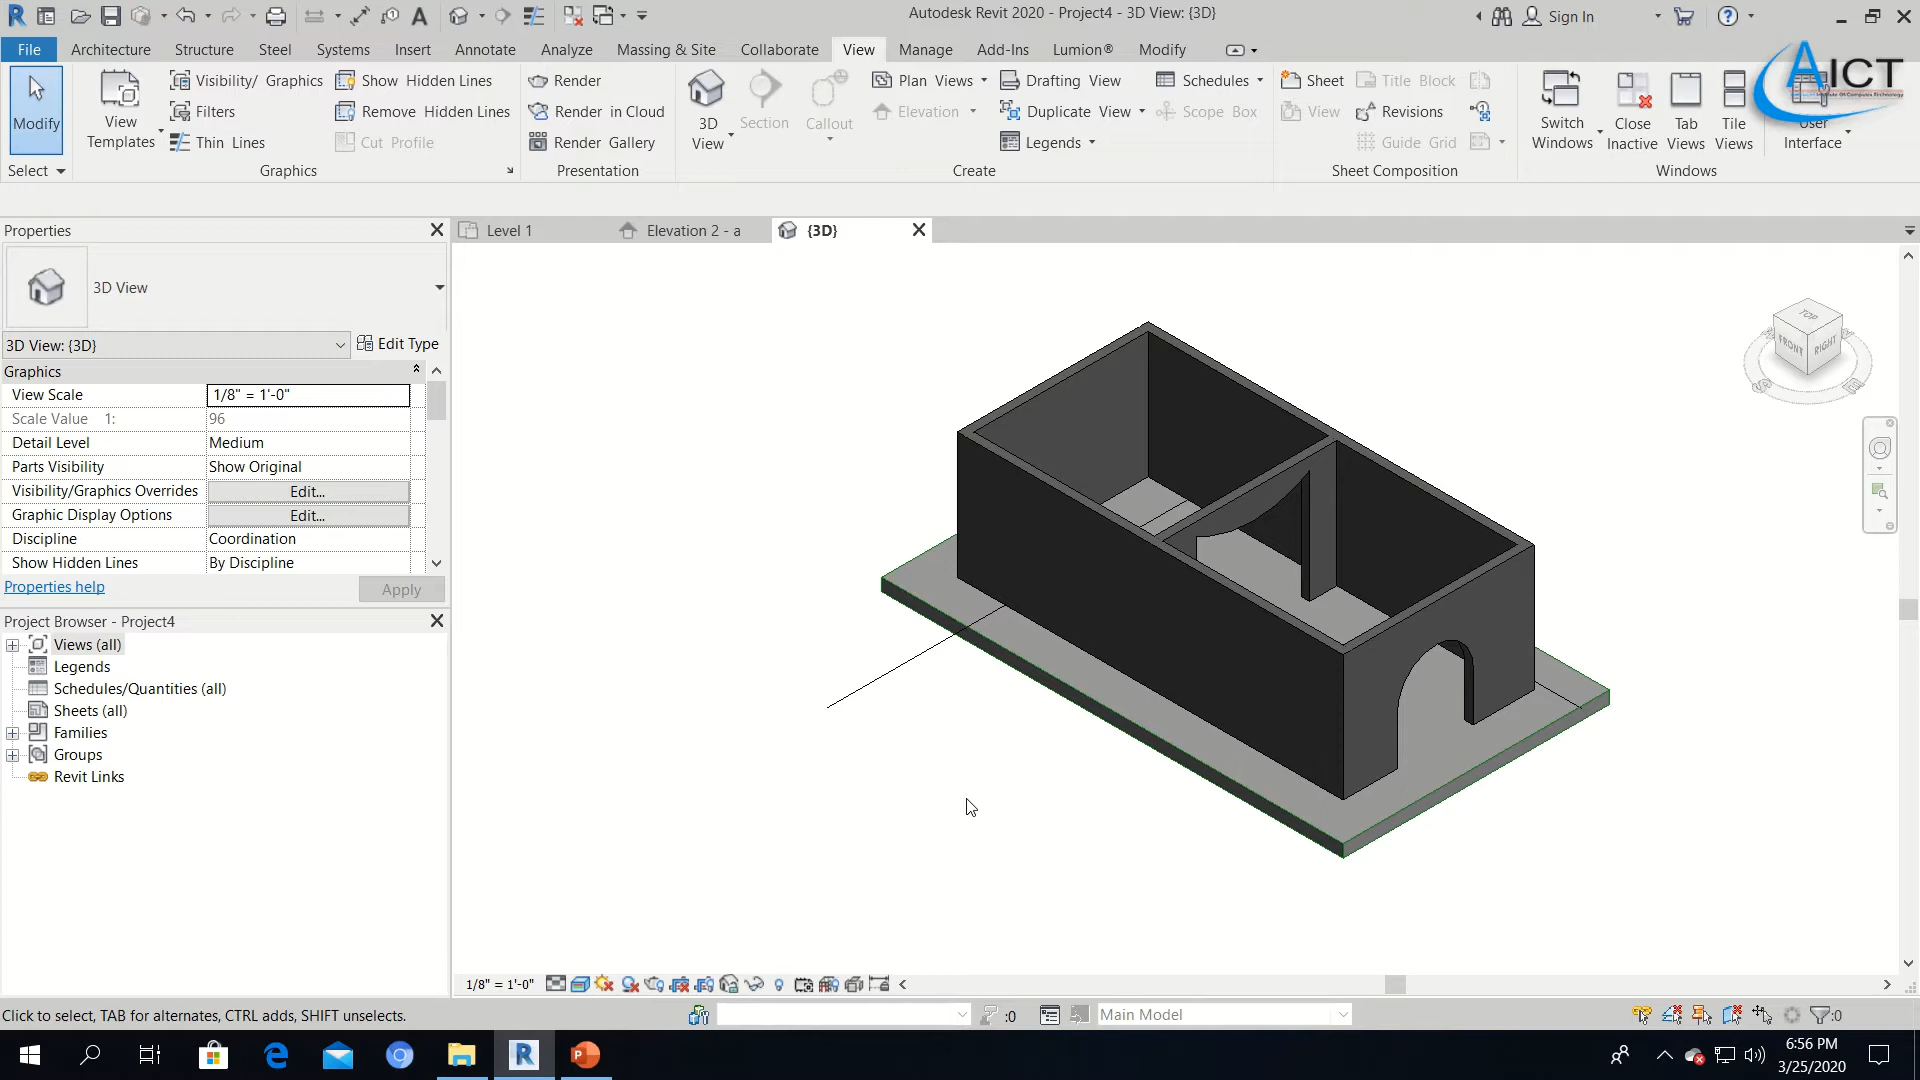 Autodesk Revit 2020 - Project4 - 3D View: {3D}
Sign In
File Architecture Structure Steel Systems Insert Annotate Analyze Massing & Site Collaborate View Manage Add-Ins Lumion® Modify
AICT
Modify
View Templates
Visibility/ Graphics
Filters
Thin Lines
Show Hidden Lines
Remove Hidden Lines
Cut Profile
Render
Render in Cloud
Render Gallery
3D View
Section
Callout
Plan Views
Elevation
Drafting View
Duplicate View
Legends
Schedules
Scope Box
Sheet
View
Title Block
Revisions
Guide Grid
Switch Windows
Close Inactive
Tab Views
Tile Views
User Interface
Select Graphics Presentation Create Sheet Composition Windows
Properties
Level 1 Elevation 2 - a {3D}
3D View
3D View: {3D} Edit Type
Graphics
View Scale 1/8" = 1'-0"
Scale Value 1: 96
Detail Level Medium
Parts Visibility Show Original
Visibility/Graphics Overrides Edit...
Graphic Display Options Edit...
Discipline Coordination
Show Hidden Lines By Discipline
Properties help Apply
Project Browser - Project4
Views (all)
Legends
Schedules/Quantities (all)
Sheets (all)
Families
Groups
Revit Links
TOP
FRONT RIGHT
1/8" = 1'-0"
Click to select, TAB for alternates, CTRL adds, SHIFT unselects.
:0
Main Model
:0
6:56 PM
3/25/2020